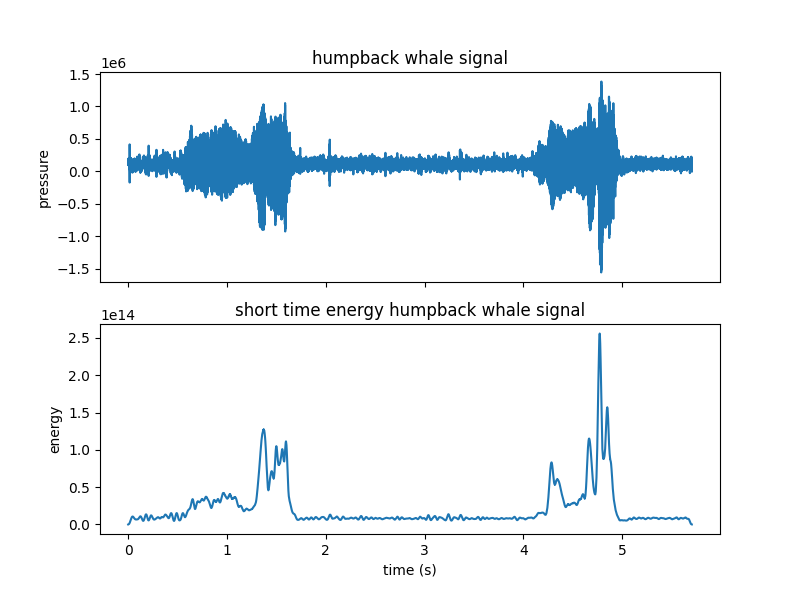 humpback whale signal
1e6
1.5
1.0
0.5
0.0
−0.5
−1.0
−1.5
pressure
short time energy humpback whale signal
1e14
2.5
2.0
1.5
1.0
0.5
0.0
energy
0 1 2 3 4 5
time (s)